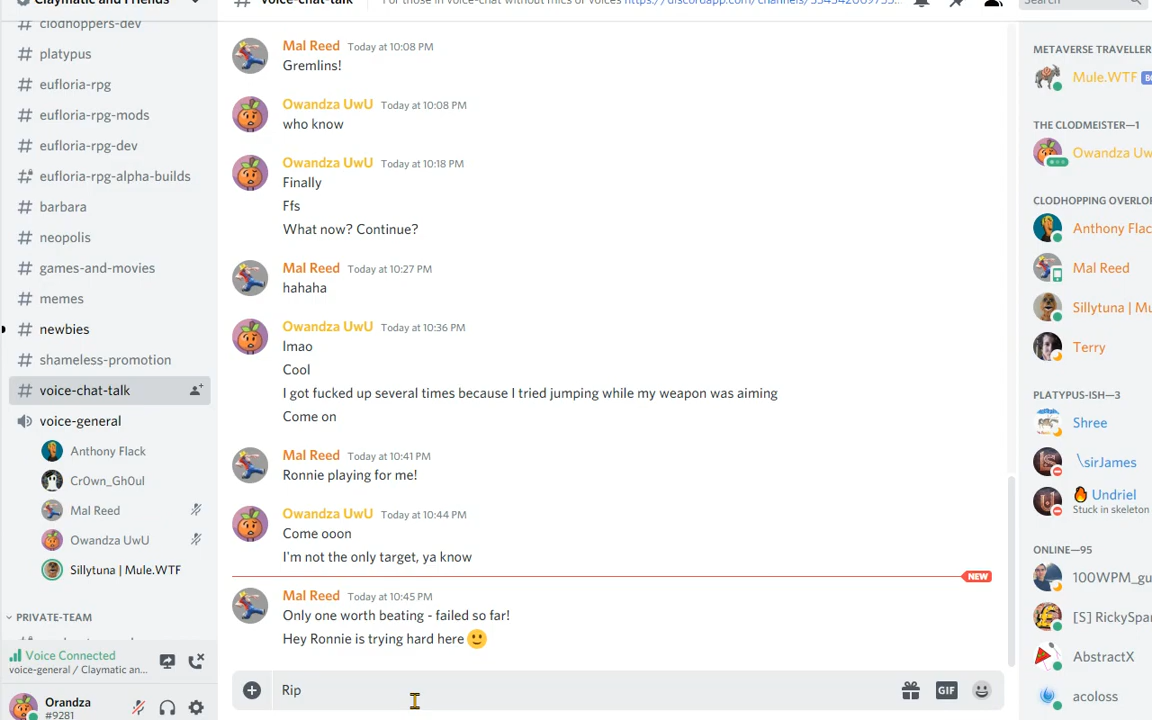 Claymatic and Friends
# clodhoppers-dev
# platypus
# eufloria-rpg
# eufloria-rpg-mods
# eufloria-rpg-dev
# eufloria-rpg-alpha-builds
# barbara
# neopolis
# games-and-movies
# memes
# newbies
# shameless-promotion
# voice-chat-talk
voice-general
Anthony Flack
Cr0wn_Gh0ul
Mal Reed
Owandza UwU
Sillytuna | Mule.WTF
PRIVATE-TEAM
Voice Connected
voice-general / Claymatic an...
Orandza
#9281
# voice-chat-talk
For those in voice-chat without mics or voices
Search
Mal Reed Today at 10:08 PM
Gremlins!
Owandza UwU Today at 10:08 PM
who know
Owandza UwU Today at 10:18 PM
Finally
Ffs
What now? Continue?
Mal Reed Today at 10:27 PM
hahaha
Owandza UwU Today at 10:36 PM
lmao
Cool
I got fucked up several times because I tried jumping while my weapon was aiming
Come on
Mal Reed Today at 10:41 PM
Ronnie playing for me!
Owandza UwU Today at 10:44 PM
Come ooon
I'm not the only target, ya know
NEW
Mal Reed Today at 10:45 PM
Only one worth beating - failed so far!
Hey Ronnie is trying hard here 🙂
Rip
GIF
METAVERSE TRAVELLER
Mule.WTF
THE CLODMEISTER—1
Owandza Uw
CLODHOPPING OVERLO
Anthony Flac
Mal Reed
Sillytuna | Mu
Terry
PLATYPUS-ISH—3
Shree
\sirJames
🔥 Undriel
Stuck in skeleton
ONLINE—95
100WPM_gu
[S] RickySpa
AbstractX
acoloss